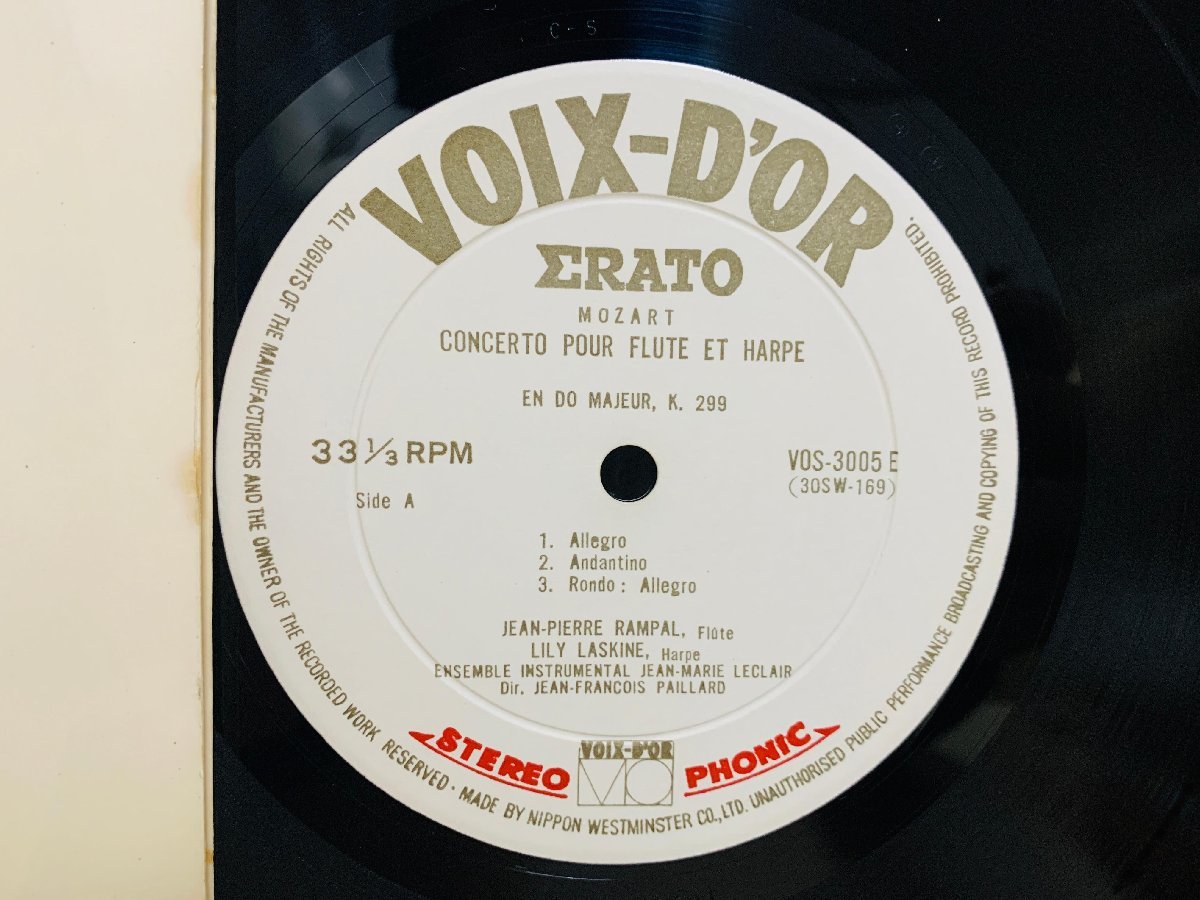 C-S
VOIX-D'OR
ΣRATO
MOZART
CONCERTO POUR FLUTE ET HARPE
EN DO MAJEUR, K. 299
33 1/3 RPM
VOS-3005 E
Side A
(30SW-169)
1. Allegro
2. Andantino
3. Rondo: Allegro
JEAN-PIERRE RAMPAL, Flûte
LILY LASKINE, Harpe
ENSEMBLE INSTRUMENTAL JEAN-MARIE LECLAIR
Dir. JEAN-FRANCOIS PAILLARD
STEREO PHONIC
VOIX-D'OR
VO
ALL RIGHTS OF THE MANUFACTURERS AND THE OWNER OF THE RECORDED WORK RESERVED · MADE BY NIPPON WESTMINSTER CO., LTD. UNAUTHORISED PUBLIC PERFORMANCE BROADCASTING AND COPYING OF THIS RECORD PROHIBITED.